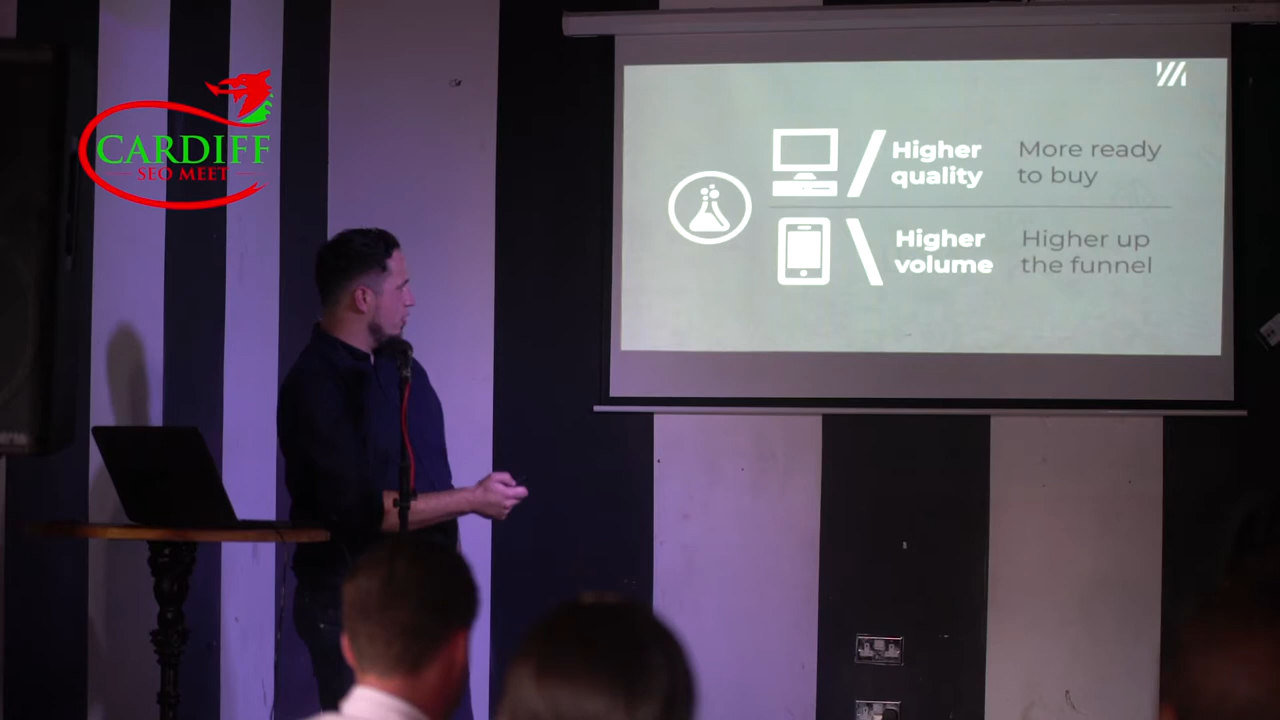 CARDIFF
SEO MEET
Higher
quality
More ready
to buy
Higher
volume
Higher up
the funnel